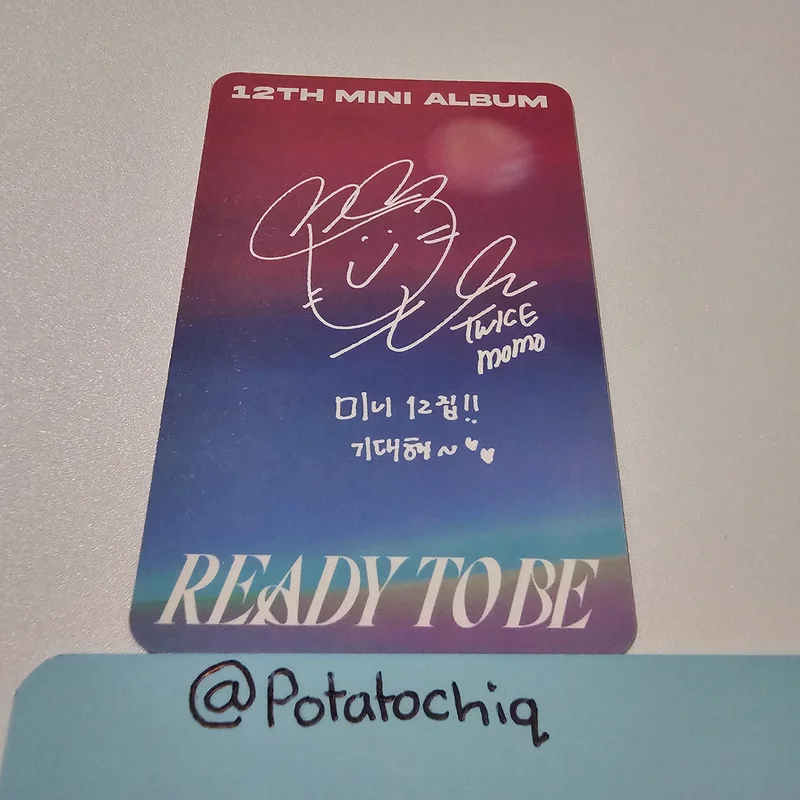 12TH MINI ALBUM
TWICE
MOMO
미니 12집!!
기대해~♥♥
READY TO BE
@Potatochiq